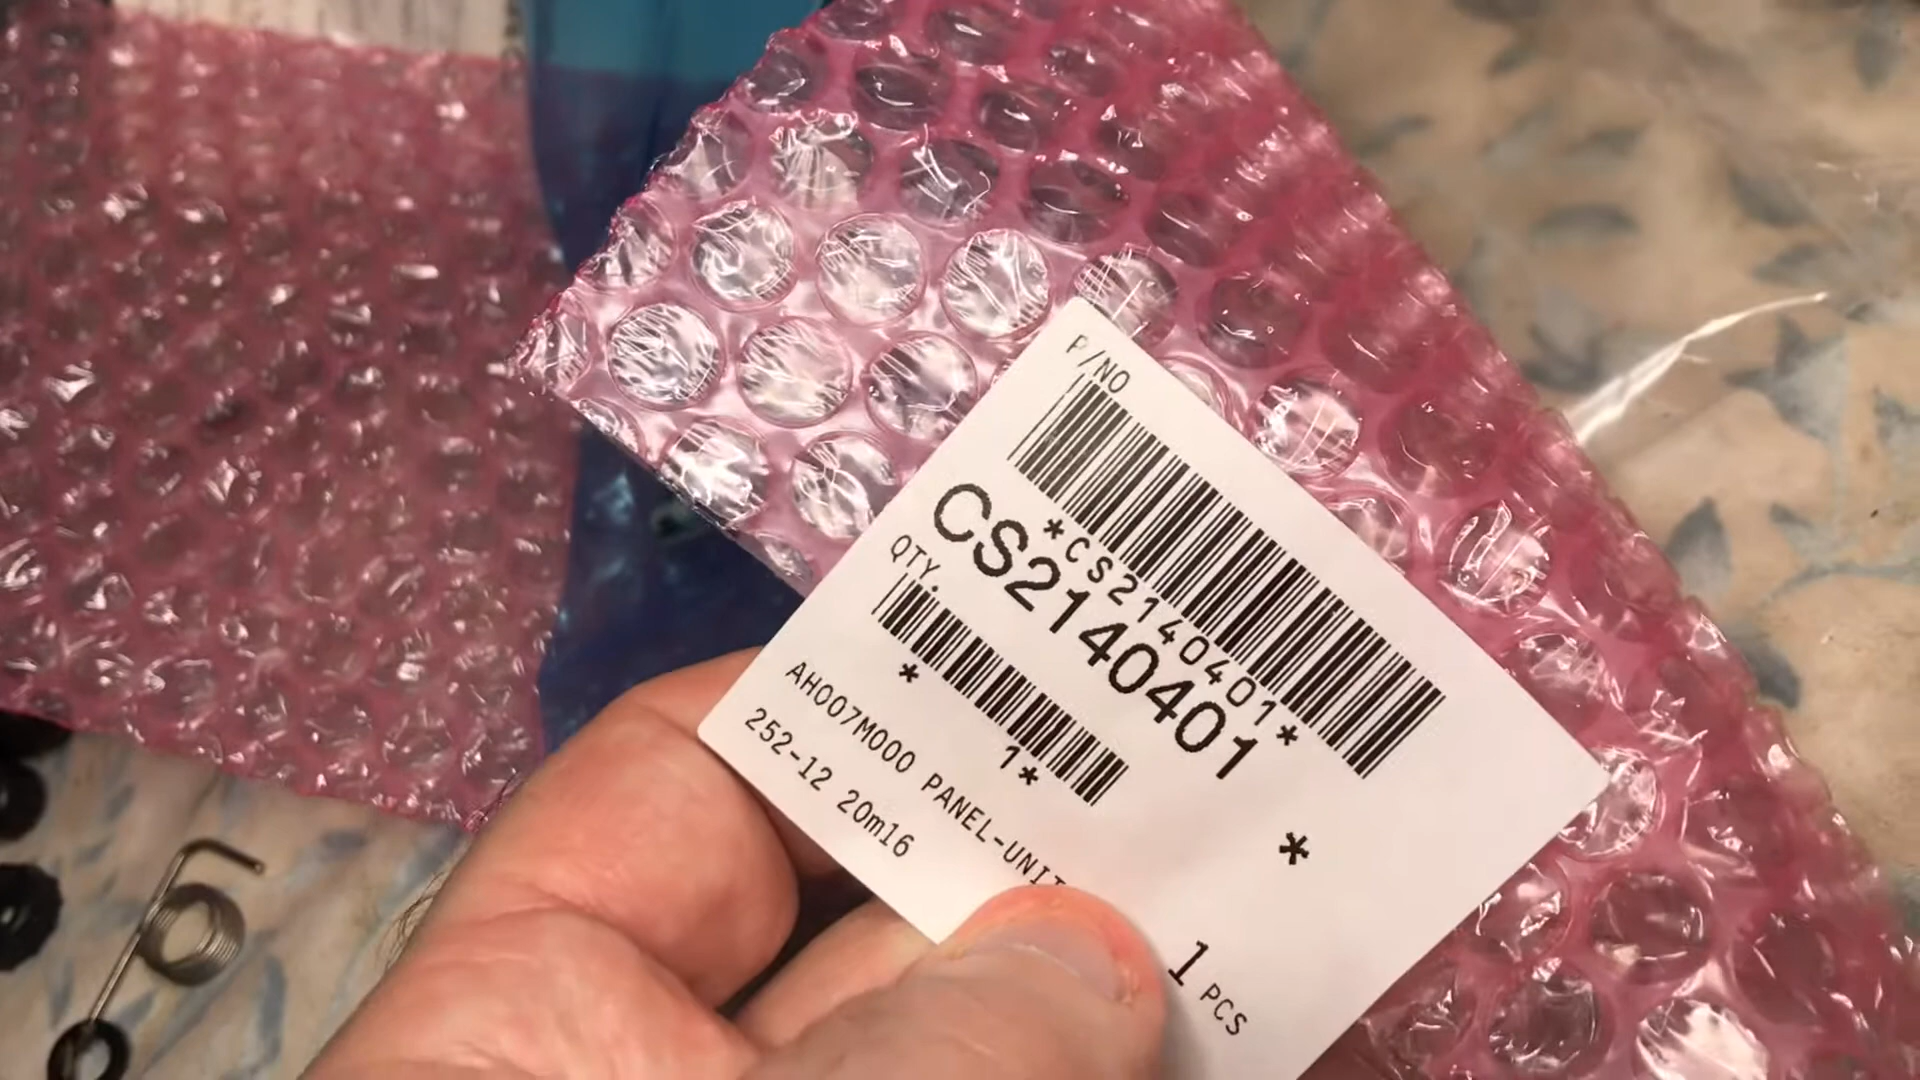 P/NO
*CS2140401*
CS2140401
QTY.
* 1*
*
AH007M000 PANEL-UNIT
252-12 20m16
1 PCS